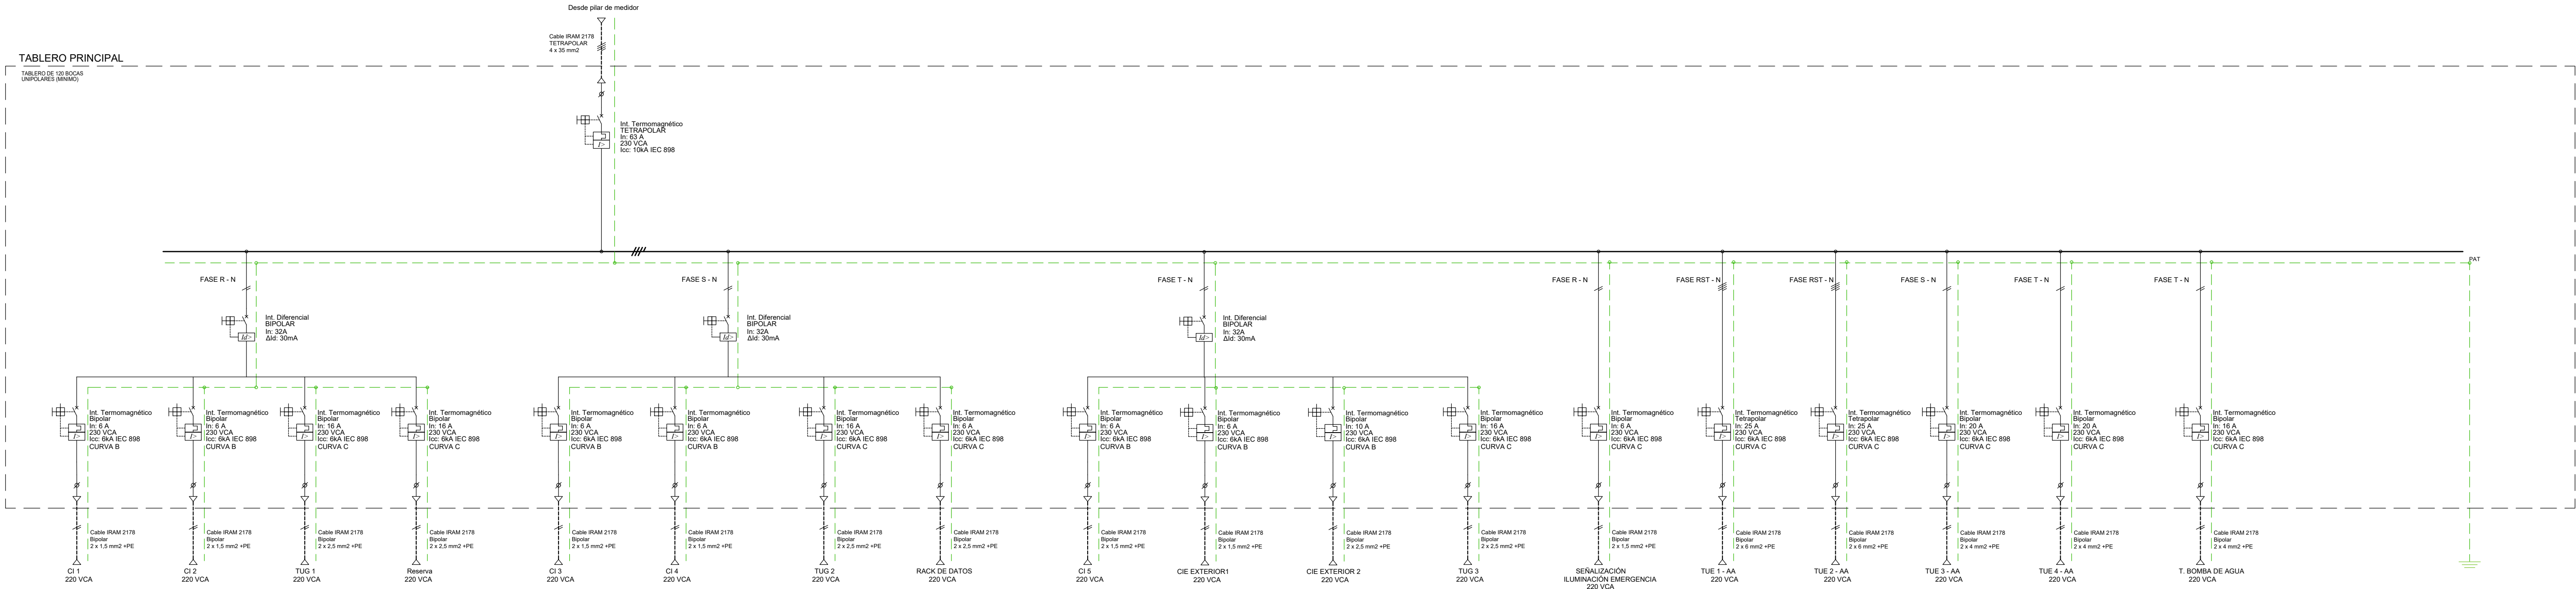 Desde pilar de medidor
Cable IRAM 2178
TETRAPOLAR
4 x 35 mm2
TABLERO PRINCIPAL
TABLERO DE 120 BOCAS
UNIPOLARES (MINIMO)
Int. Termomagnético
TETRAPOLAR
In: 63 A
230 VCA
Icc: 10kA IEC 898
PAT
FASE R - N
FASE S - N
FASE T - N
FASE R - N
FASE RST - N
FASE RST - N
FASE S - N
FASE T - N
FASE T - N
Int. Diferencial
BIPOLAR
In: 32A
ΔId: 30mA
Id>
Int. Diferencial
BIPOLAR
In: 32A
ΔId: 30mA
Id>
Int. Diferencial
BIPOLAR
In: 32A
ΔId: 30mA
Id>
I>
Int. Termomagnético
Bipolar
In: 6 A
230 VCA
Icc: 6kA IEC 898
CURVA B
I>
Int. Termomagnético
Bipolar
In: 6 A
230 VCA
Icc: 6kA IEC 898
CURVA B
I>
Int. Termomagnético
Bipolar
In: 16 A
230 VCA
Icc: 6kA IEC 898
CURVA C
I>
Int. Termomagnético
Bipolar
In: 16 A
230 VCA
Icc: 6kA IEC 898
CURVA C
I>
Int. Termomagnético
Bipolar
In: 6 A
230 VCA
Icc: 6kA IEC 898
CURVA B
I>
Int. Termomagnético
Bipolar
In: 6 A
230 VCA
Icc: 6kA IEC 898
CURVA B
I>
Int. Termomagnético
Bipolar
In: 16 A
230 VCA
Icc: 6kA IEC 898
CURVA C
I>
Int. Termomagnético
Bipolar
In: 6 A
230 VCA
Icc: 6kA IEC 898
CURVA C
I>
Int. Termomagnético
Bipolar
In: 6 A
230 VCA
Icc: 6kA IEC 898
CURVA B
I>
Int. Termomagnético
Bipolar
In: 6 A
230 VCA
Icc: 6kA IEC 898
CURVA B
I>
Int. Termomagnético
Bipolar
In: 10 A
230 VCA
Icc: 6kA IEC 898
CURVA B
I>
Int. Termomagnético
Bipolar
In: 16 A
230 VCA
Icc: 6kA IEC 898
CURVA C
I>
Int. Termomagnético
Bipolar
In: 6 A
230 VCA
Icc: 6kA IEC 898
CURVA C
I>
Int. Termomagnético
Tetrapolar
In: 25 A
230 VCA
Icc: 6kA IEC 898
CURVA C
I>
Int. Termomagnético
Tetrapolar
In: 25 A
230 VCA
Icc: 6kA IEC 898
CURVA C
I>
Int. Termomagnético
Bipolar
In: 20 A
230 VCA
Icc: 6kA IEC 898
CURVA C
I>
Int. Termomagnético
Bipolar
In: 20 A
230 VCA
Icc: 6kA IEC 898
CURVA C
I>
Int. Termomagnético
Bipolar
In: 16 A
230 VCA
Icc: 6kA IEC 898
CURVA C
I>
Cable IRAM 2178
Bipolar
2 x 1,5 mm2 +PE
CI 1
220 VCA
Cable IRAM 2178
Bipolar
2 x 1,5 mm2 +PE
CI 2
220 VCA
Cable IRAM 2178
Bipolar
2 x 2,5 mm2 +PE
TUG 1
220 VCA
Cable IRAM 2178
Bipolar
2 x 2,5 mm2 +PE
Reserva
220 VCA
Cable IRAM 2178
Bipolar
2 x 1,5 mm2 +PE
CI 3
220 VCA
Cable IRAM 2178
Bipolar
2 x 1,5 mm2 +PE
CI 4
220 VCA
Cable IRAM 2178
Bipolar
2 x 2,5 mm2 +PE
TUG 2
220 VCA
Cable IRAM 2178
Bipolar
2 x 2,5 mm2 +PE
RACK DE DATOS
220 VCA
Cable IRAM 2178
Bipolar
2 x 1,5 mm2 +PE
CI 5
220 VCA
Cable IRAM 2178
Bipolar
2 x 1,5 mm2 +PE
CIE EXTERIOR1
220 VCA
Cable IRAM 2178
Bipolar
2 x 2,5 mm2 +PE
CIE EXTERIOR 2
220 VCA
Cable IRAM 2178
Bipolar
2 x 2,5 mm2 +PE
TUG 3
220 VCA
Cable IRAM 2178
Bipolar
2 x 1,5 mm2 +PE
SEÑALIZACIÓN
ILUMINACIÓN EMERGENCIA
220 VCA
Cable IRAM 2178
Bipolar
2 x 6 mm2 +PE
TUE 1 - AA
220 VCA
Cable IRAM 2178
Bipolar
2 x 6 mm2 +PE
TUE 2 - AA
220 VCA
Cable IRAM 2178
Bipolar
2 x 4 mm2 +PE
TUE 3 - AA
220 VCA
Cable IRAM 2178
Bipolar
2 x 4 mm2 +PE
TUE 4 - AA
220 VCA
Cable IRAM 2178
Bipolar
2 x 4 mm2 +PE
T. BOMBA DE AGUA
220 VCA